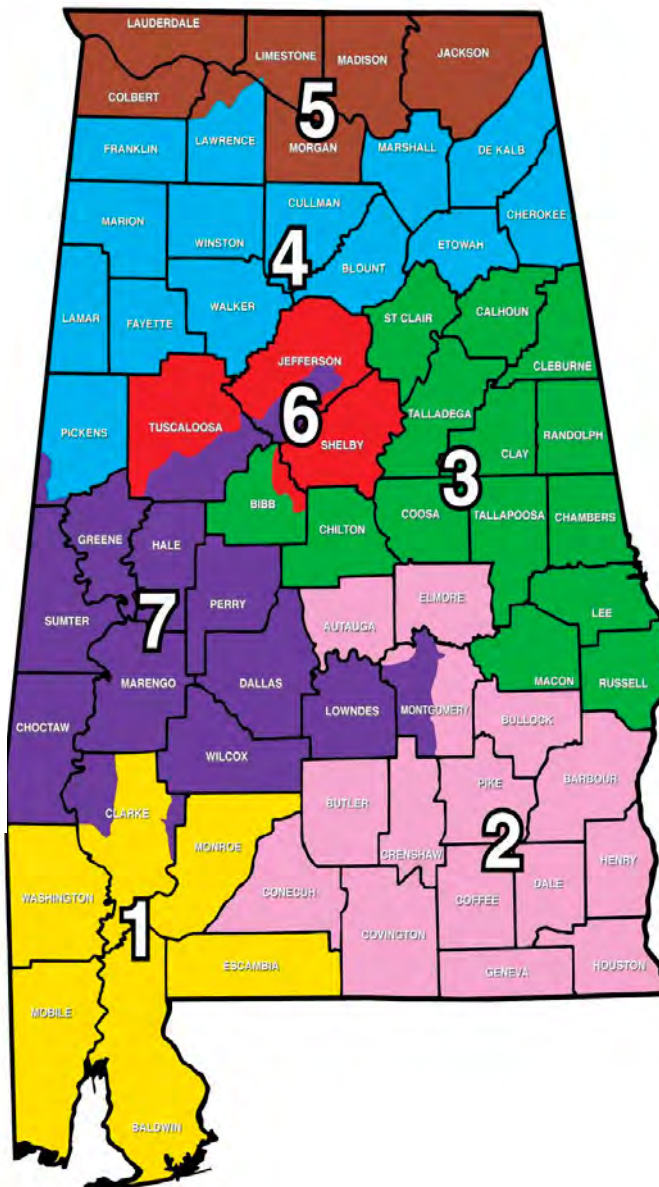 LAUDERDALE
LIMESTONE
MADISON
JACKSON
COLBERT
5
FRANKLIN
LAWRENCE
MORGAN
MARSHALL
DE KALB
MARION
WINSTON
CULLMAN
CHEROKEE
4
BLOUNT
ETOWAH
LAMAR
FAYETTE
WALKER
ST CLAIR
CALHOUN
JEFFERSON
CLEBURNE
6
PICKENS
TUSCALOOSA
SHELBY
TALLADEGA
CLAY
RANDOLPH
3
BIBB
CHILTON
COOSA
TALLAPOOSA
CHAMBERS
GREENE
HALE
PERRY
7
SUMTER
AUTAUGA
ELMORE
LEE
MARENGO
DALLAS
MACON
RUSSELL
CHOCTAW
LOWNDES
MONTGOMERY
BULLOCK
WILCOX
CLARKE
BUTLER
PIKE
BARBOUR
2
MONROE
CRENSHAW
HENRY
WASHINGTON
CONECUH
COFFEE
DALE
1
COVINGTON
ESCAMBIA
GENEVA
HOUSTON
MOBILE
BALDWIN